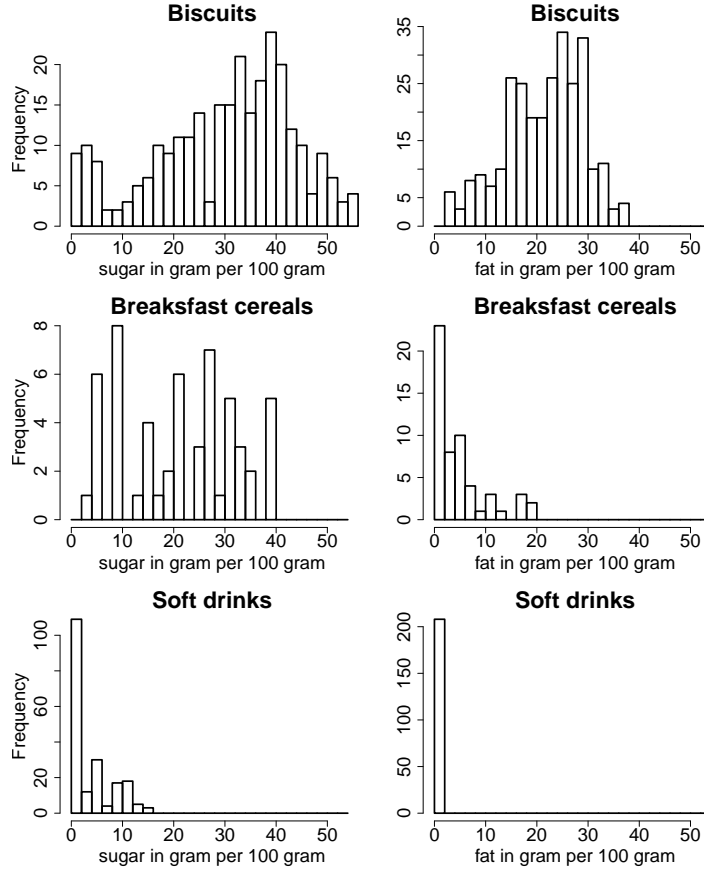 Biscuits
Frequency
0 5 10 15 20
0 10 20 30 40 50
sugar in gram per 100 gram
Biscuits
0 5 15 25 35
0 10 20 30 40 50
fat in gram per 100 gram
Breaksfast cereals
Frequency
0 2 4 6 8
0 10 20 30 40 50
sugar in gram per 100 gram
Breaksfast cereals
0 5 10 20
0 10 20 30 40 50
fat in gram per 100 gram
Soft drinks
Frequency
0 20 60 100
0 10 20 30 40 50
sugar in gram per 100 gram
Soft drinks
0 50 100 150 200
0 10 20 30 40 50
fat in gram per 100 gram